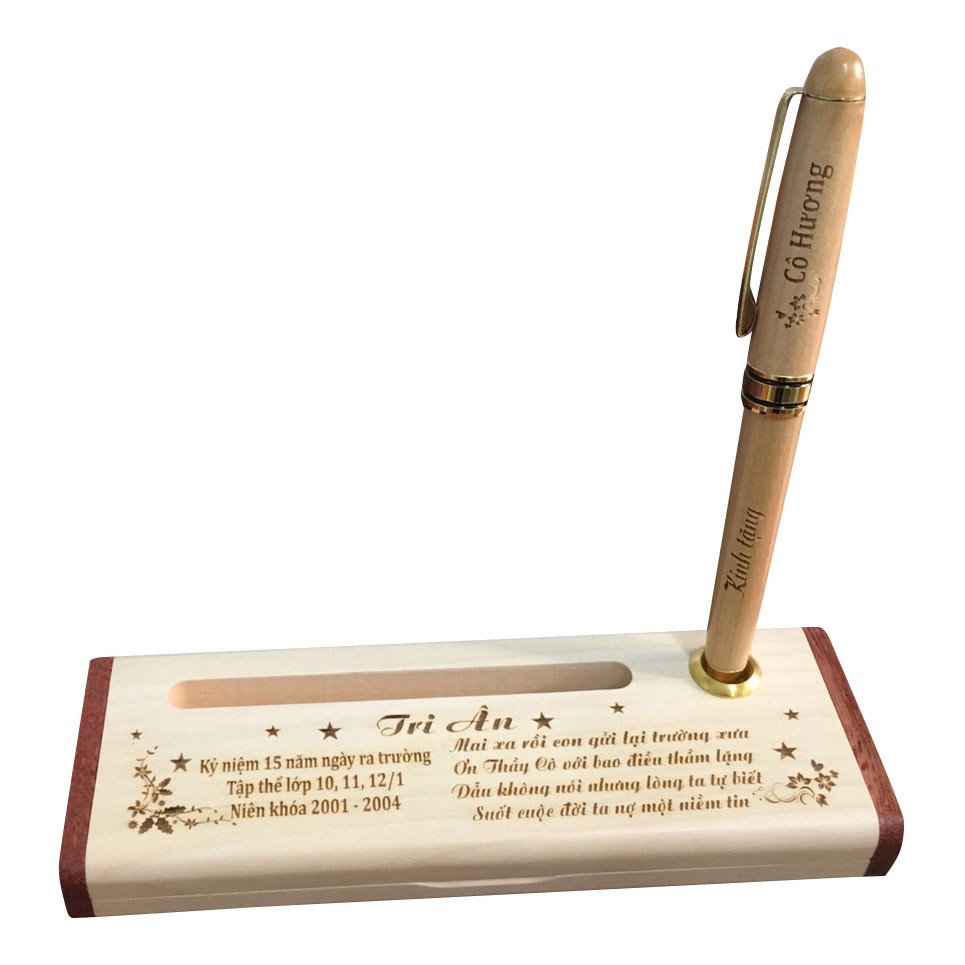 Cô Hương
Kính tặng
Tri Ân
Kỷ niệm 15 năm ngày ra trường
Tập thể lớp 10, 11, 12/1
Niên khóa 2001 - 2004
Mai xa rồi con gửi lại trường xưa
Ơn Thầy Cô với bao điều thầm lặng
Dẫu không nói nhưng lòng ta tự biết
Suốt cuộc đời ta nợ một niềm tin